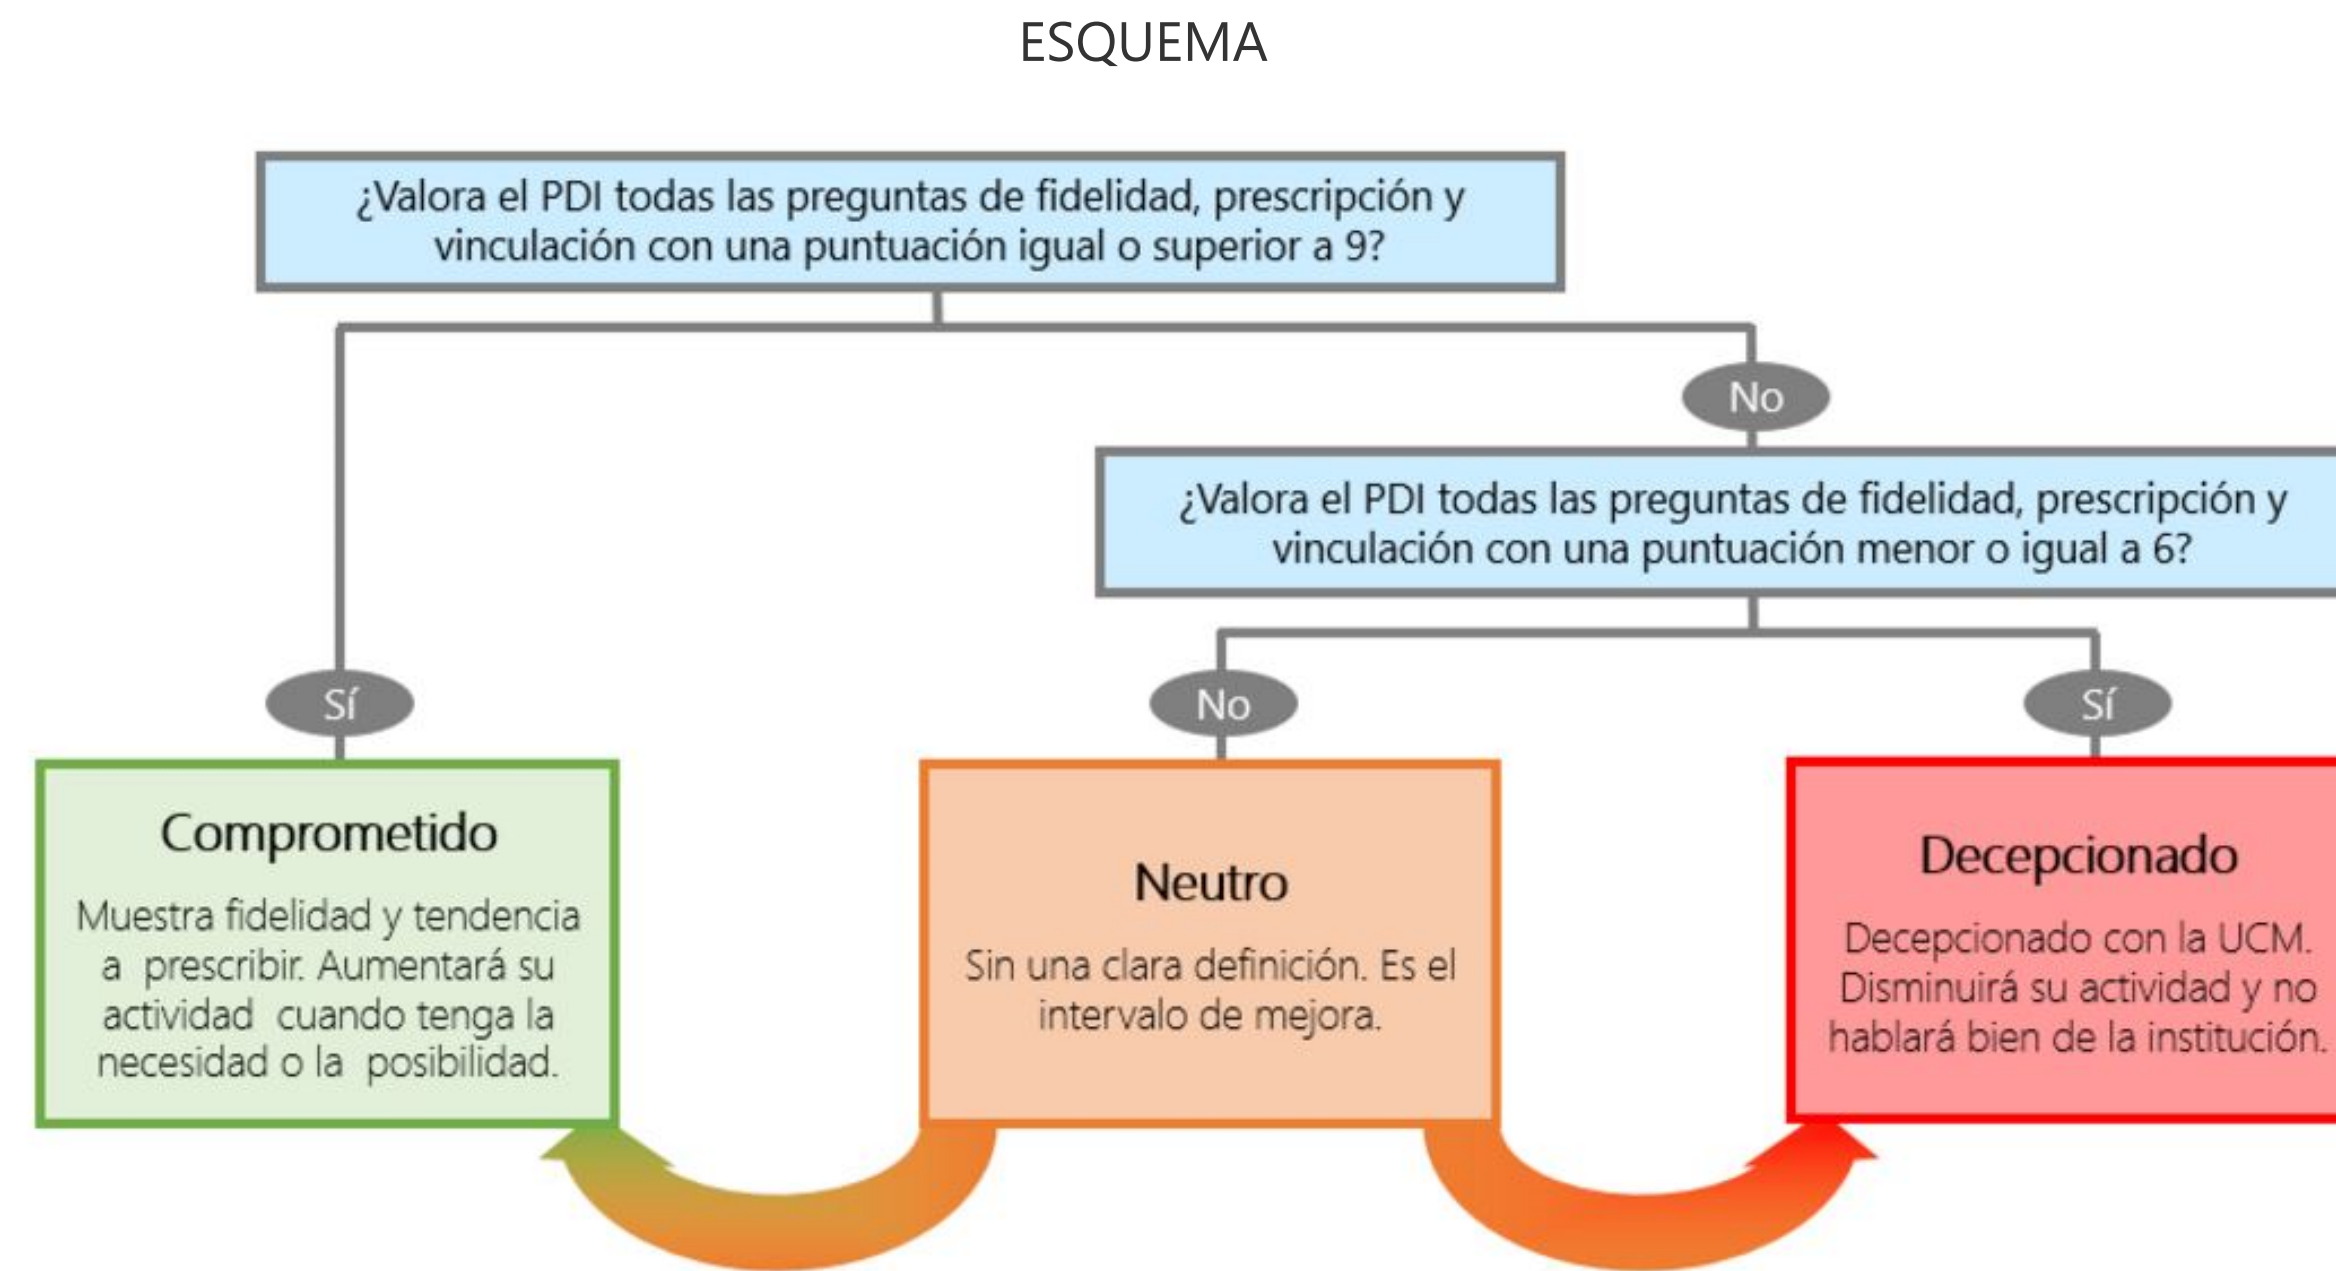 ESQUEMA
¿Valora el PDI todas las preguntas de fidelidad, prescripción y
vinculación con una puntuación igual o superior a 9?
No
¿Valora el PDI todas las preguntas de fidelidad, prescripción y
vinculación con una puntuación menor o igual a 6?
Sí
No
Sí
Comprometido
Muestra fidelidad y tendencia
a prescribir. Aumentará su
actividad cuando tenga la
necesidad o la posibilidad.
Neutro
Sin una clara definición. Es el
intervalo de mejora.
Decepcionado
Decepcionado con la UCM.
Disminuirá su actividad y no
hablará bien de la institución.